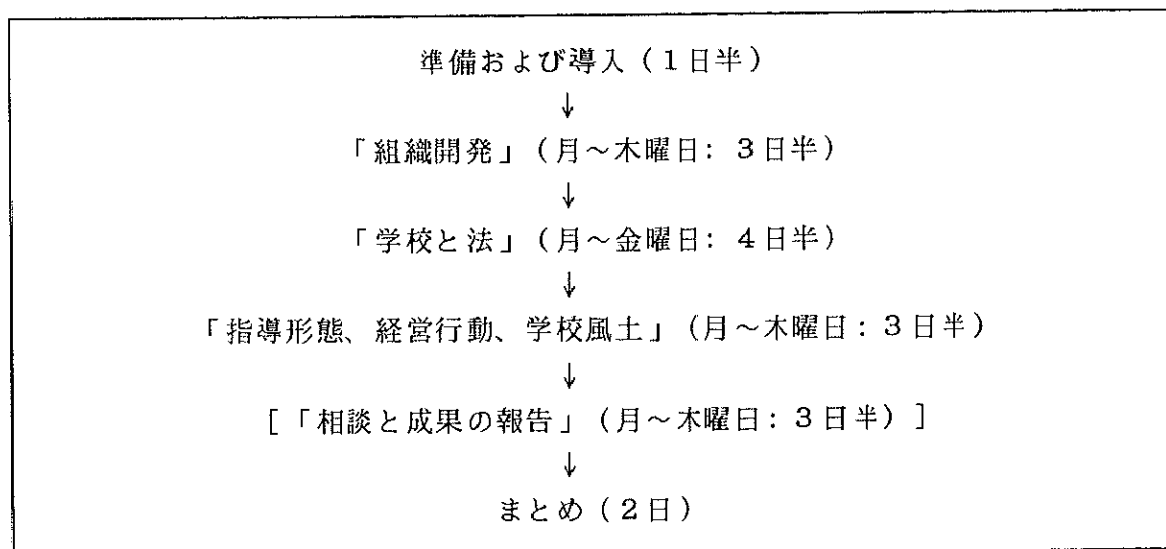 準備および導入(1日半)
↓
「組織開発」(月~木曜日:3日半)
↓
「学校と法」(月~金曜日:4日半)
↓
「指導形態、経営行動、学校風土」(月~木曜日:3日半)
↓
[「相談と成果の報告」(月~木曜日:3日半)]
↓
まとめ(2日)